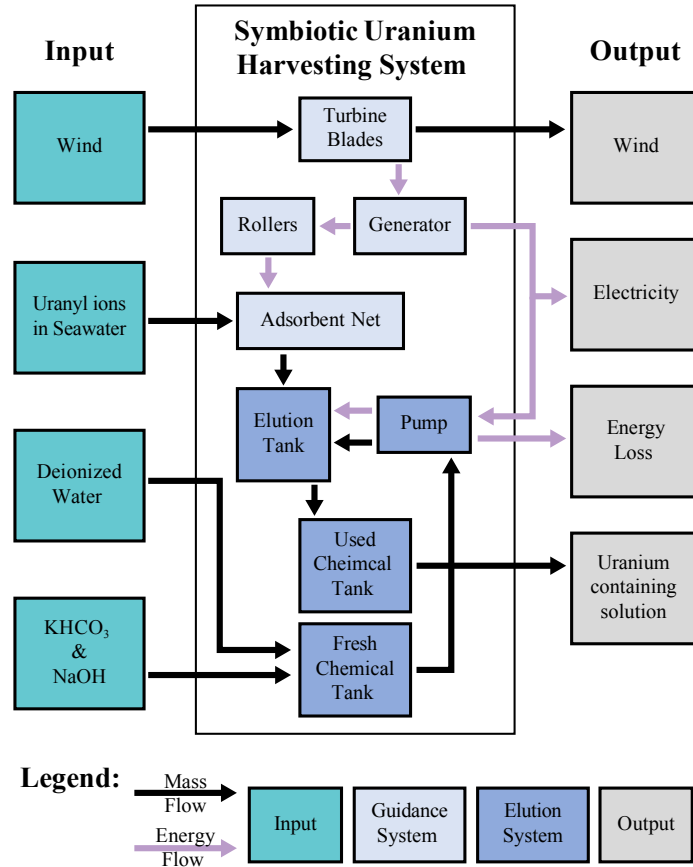 Input
Symbiotic Uranium
Harvesting System
Output
Wind
Turbine
Blades
Wind
Rollers
Generator
Uranyl ions
in Seawater
Adsorbent Net
Electricity
Elution
Tank
Pump
Energy
Loss
Deionized
Water
Used
Cheimcal
Tank
Uranium
containing
solution
KHCO₃
&
NaOH
Fresh
Chemical
Tank
Legend:
Mass
Flow
Energy
Flow
Input
Guidance
System
Elution
System
Output